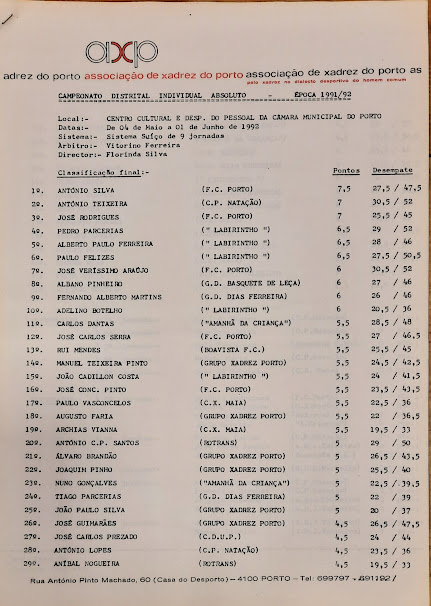 axp
adrez do porto associação de xadrez do porto associação de xadrez do porto as
pelo xadrez no dialecto desportivo do homem comum
CAMPEONATO DISTRITAL INDIVIDUAL ABSOLUTO - ÉPOCA 1991/92
Local:- CENTRO CULTURAL E DESP. DO PESSOAL DA CÂMARA MUNICIPAL DO PORTO
Datas:- De 04 de Maio a 01 de Junho de 1992
Sistema:- Sistema Suíço de 9 jornadas
Árbitro:- Vitorino Ferreira
Director:- Florinda Silva
Classificação final:- Pontos Desempate
1º. ANTÓNIO SILVA (F.C. PORTO) 7,5 27,5 / 47,5
2º. ANTÓNIO TEIXEIRA (C.P. NATAÇÃO) 7 30,5 / 52
3º. JOSÉ RODRIGUES (F.C. PORTO) 7 25,5 / 45
4º. PEDRO PARCERIAS (" LABIRINTHO ") 6,5 29 / 52
5º. ALBERTO PAULO FERREIRA (" LABIRINTHO ") 6,5 28 / 46
6º. PAULO FELIZES (" LABIRINTHO ") 6,5 27,5 / 50,5
7º. JOSÉ VERÍSSIMO ARAÚJO (F.C. PORTO) 6 30,5 / 52
8º. ALBANO PINHEIRO (G.D. BASQUETE DE LEÇA) 6 27 / 46
9º. FERNANDO ALBERTO MARTINS (G.D. DIAS FERREIRA) 6 26 / 46
10º. ADELINO BOTELHO (" LABIRINTHO ") 6 20,5 / 36
11º. CARLOS DANTAS ("AMANHÃ DA CRIANÇA") 5,5 28,5 / 48
12º. JOSÉ CARLOS SERRA (F.C. PORTO) 5,5 27 / 46,5
13º. RUI MENDES (BOAVISTA F.C.) 5,5 25,5 / 45
14º. MANUEL TEIXEIRA PINTO (GRUPO XADREZ PORTO) 5,5 24,5 / 42,5
15º. JOÃO CADILLON COSTA (" LABIRINTHO ") 5,5 24 / 41,5
16º. JOSÉ CONC. PINTO (F.C. PORTO) 5,5 23,5 / 43,5
17º. PAULO VASCONCELOS (C.X. MAIA) 5,5 22,5 / 36
18º. AUGUSTO FARIA (GRUPO XADREZ PORTO) 5,5 22 / 36,5
19º. ARCHIAS VIANNA (C.X. MAIA) 5,5 19,5 / 33
20º. ANTÓNIO C.P. SANTOS (ROTRANS) 5 29 / 50
21º. ÁLVARO BRANDÃO (GRUPO XADREZ PORTO) 5 26,5 / 43,5
22º. JOAQUIM PINHO (GRUPO XADREZ PORTO) 5 25,5 / 40
23º. NUNO GONÇALVES ("AMANHÃ DA CRIANÇA") 5 22,5 / 39,5
24º. TIAGO PARCERIAS (G.D. DIAS FERREIRA) 5 22 / 39
25º. JOÃO PAULO SILVA (GRUPO XADREZ PORTO) 5 20 / 37
26º. JOSÉ GUIMARÃES (GRUPO XADREZ PORTO) 4,5 26,5 / 47,5
27º. JOSÉ CARLOS PREZADO (C.D.U.P.) 4,5 24 / 44
28º. ANTÓNIO LOPES (C.P. NATAÇÃO) 4,5 23,5 / 36
29º. ANÍBAL NOGUEIRA (ROTRANS) 4,5 19,5 / 33
Rua António Pinto Machado, 60 (Casa do Desporto) — 4100 PORTO — Tel: 699797 - 691192/